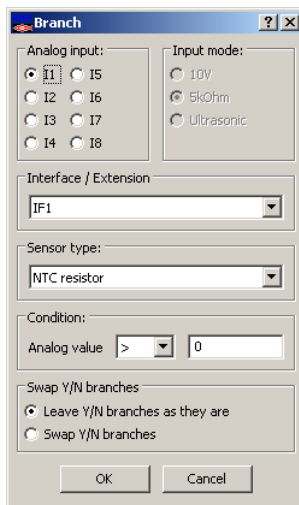 Branch
Analog input:
I1 I5
I2 I6
I3 I7
I4 I8
Input mode:
10V
5kOhm
Ultrasonic
Interface / Extension
IF1
Sensor type:
NTC resistor
Condition:
Analog value > 0
Swap Y/N branches
Leave Y/N branches as they are
Swap Y/N branches
OK Cancel